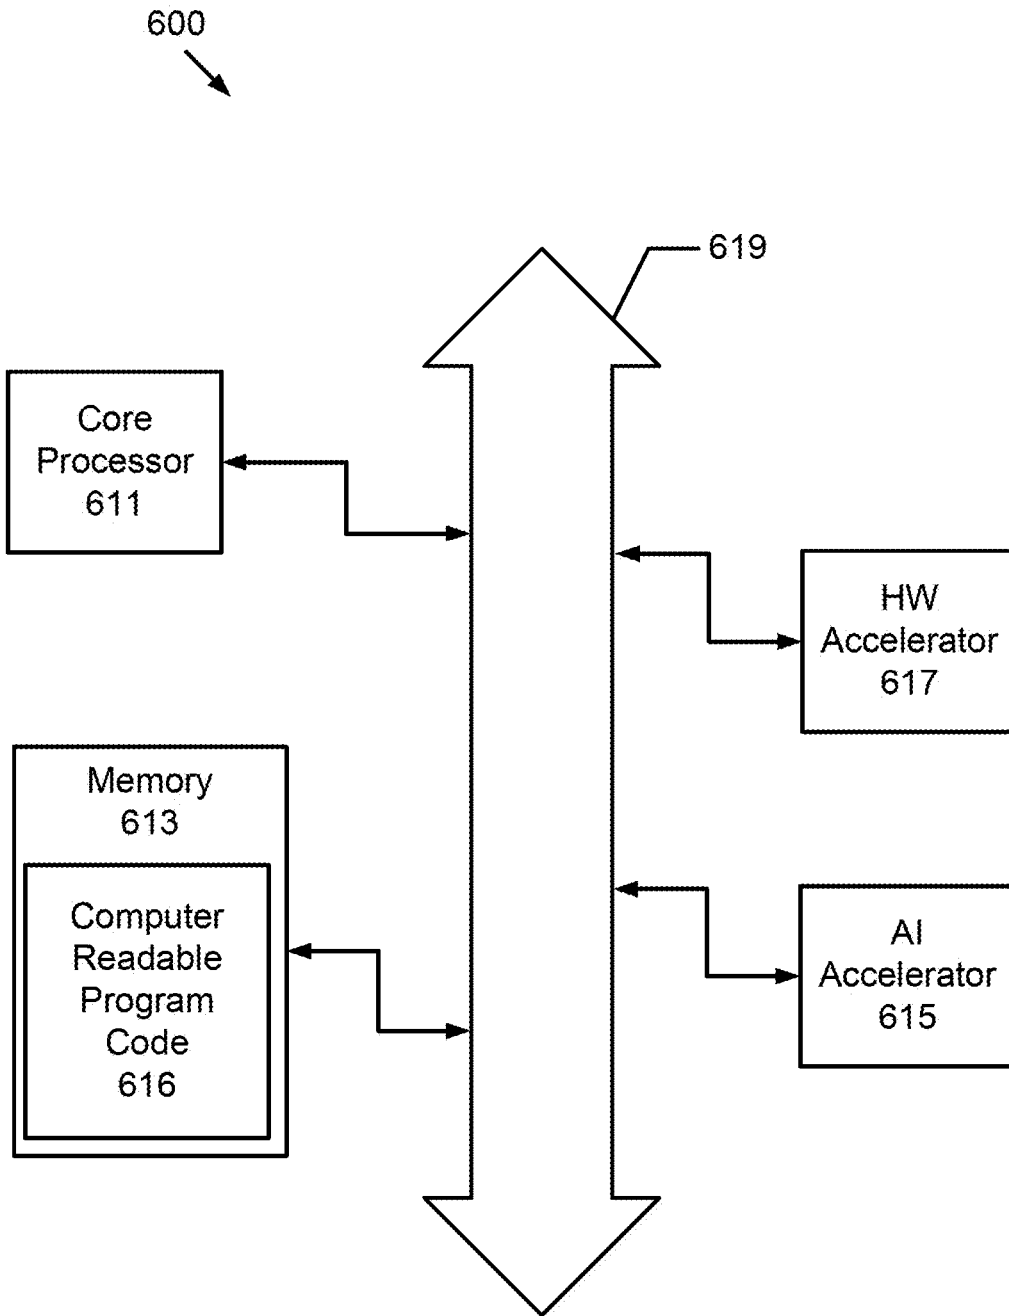 600
619
Core
Processor
611
HW
Accelerator
617
Memory
613
Computer
Readable
Program
Code
616
AI
Accelerator
615